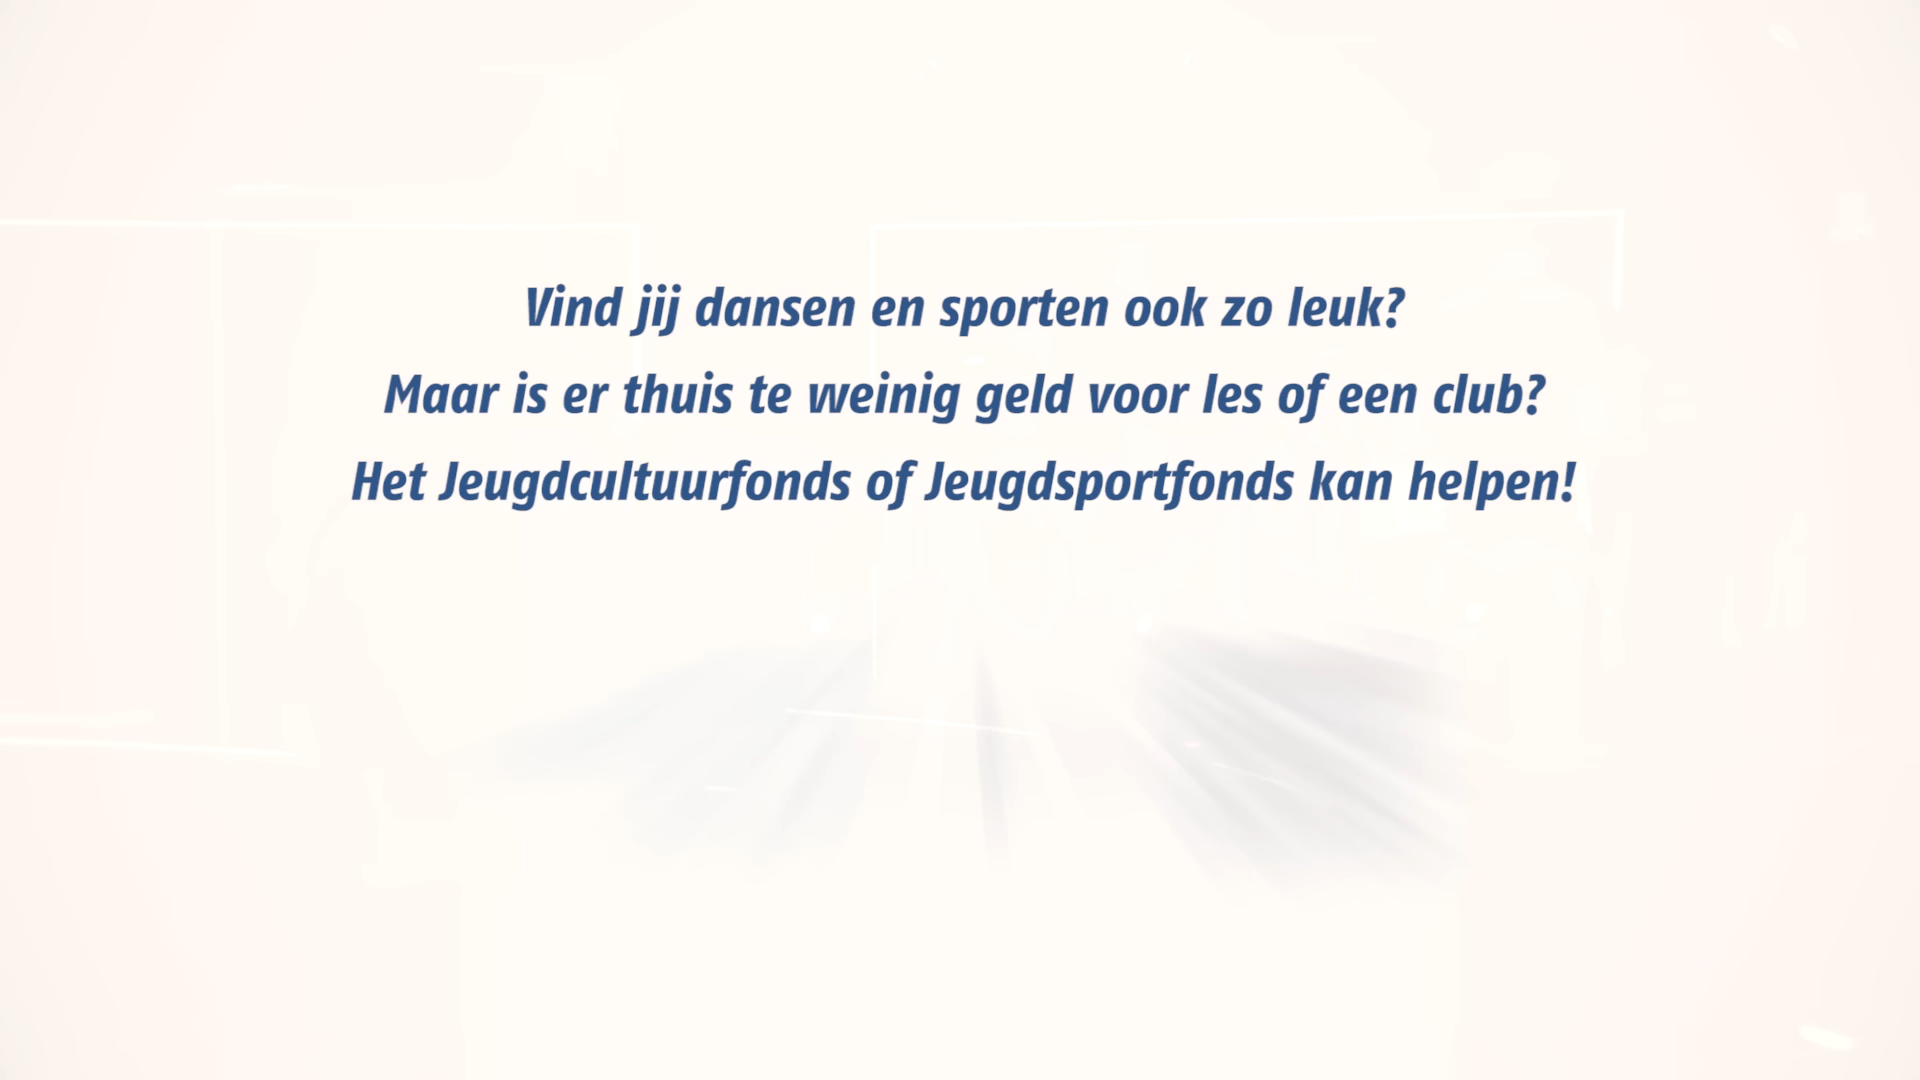 Vind jij dansen en sporten ook zo leuk?
Maar is er thuis te weinig geld voor les of een club?
Het Jeugdcultuurfonds of Jeugdsportfonds kan helpen!